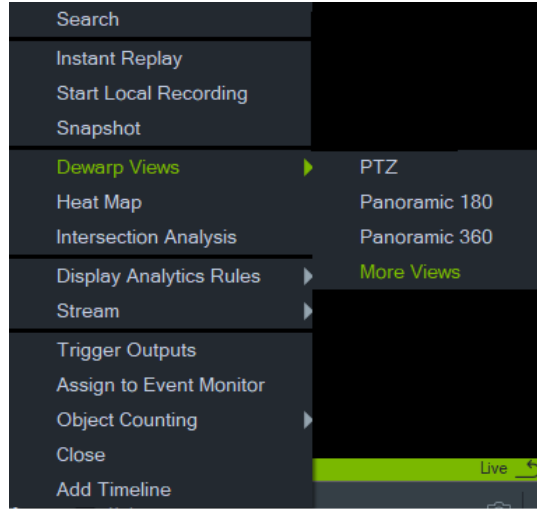 Search
Instant Replay
Start Local Recording
Snapshot
Dewarp Views
PTZ
Heat Map
Panoramic 180
Intersection Analysis
Panoramic 360
Display Analytics Rules
More Views
Stream
Trigger Outputs
Assign to Event Monitor
Object Counting
Close
Live
Add Timeline